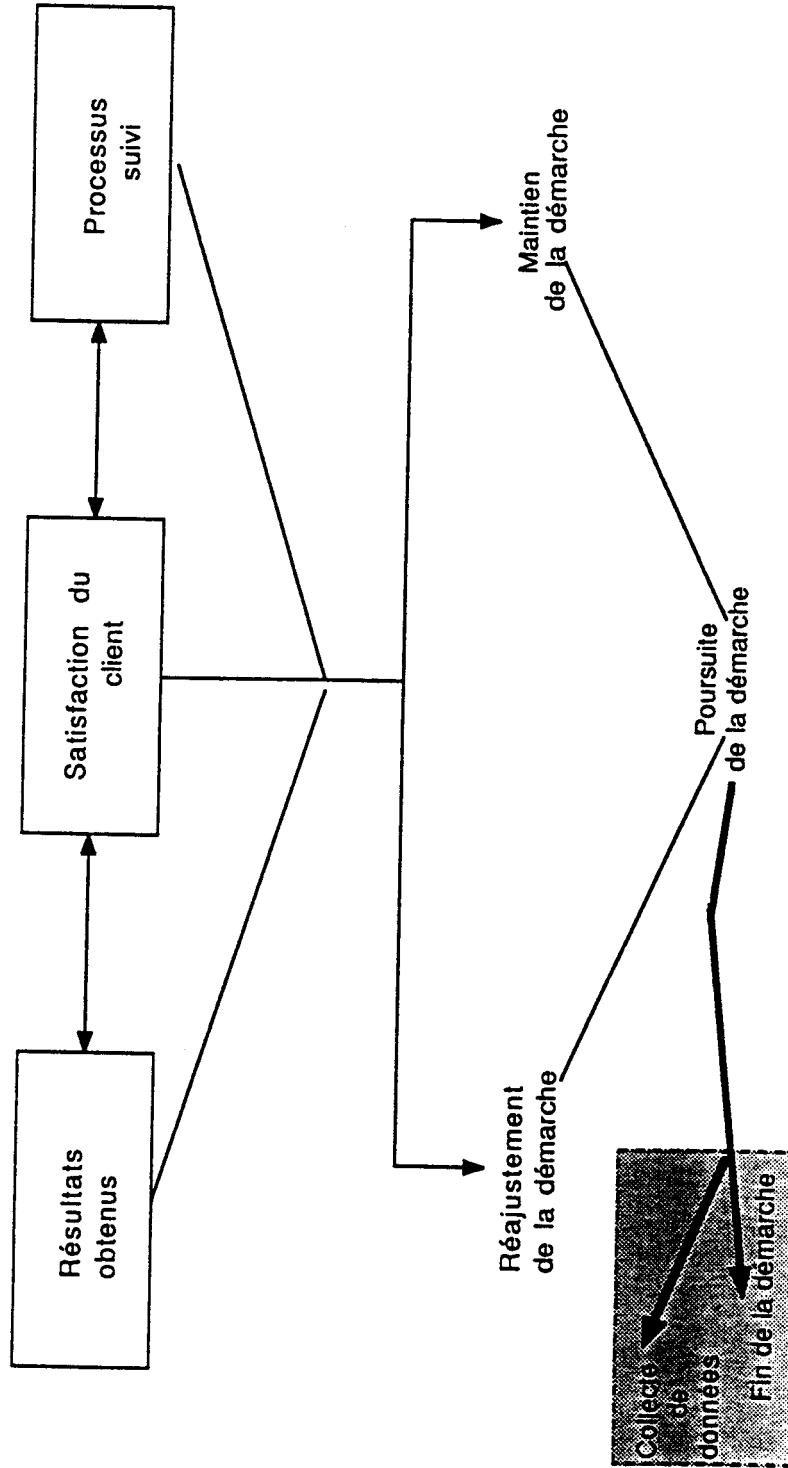 Résultats
obtenus
Satisfaction du
client
Processus
suivi
Réajustement
de la démarche
Maintien
de la démarche
Poursuite
de la démarche
Collecte
de
données
Fin de la démarche